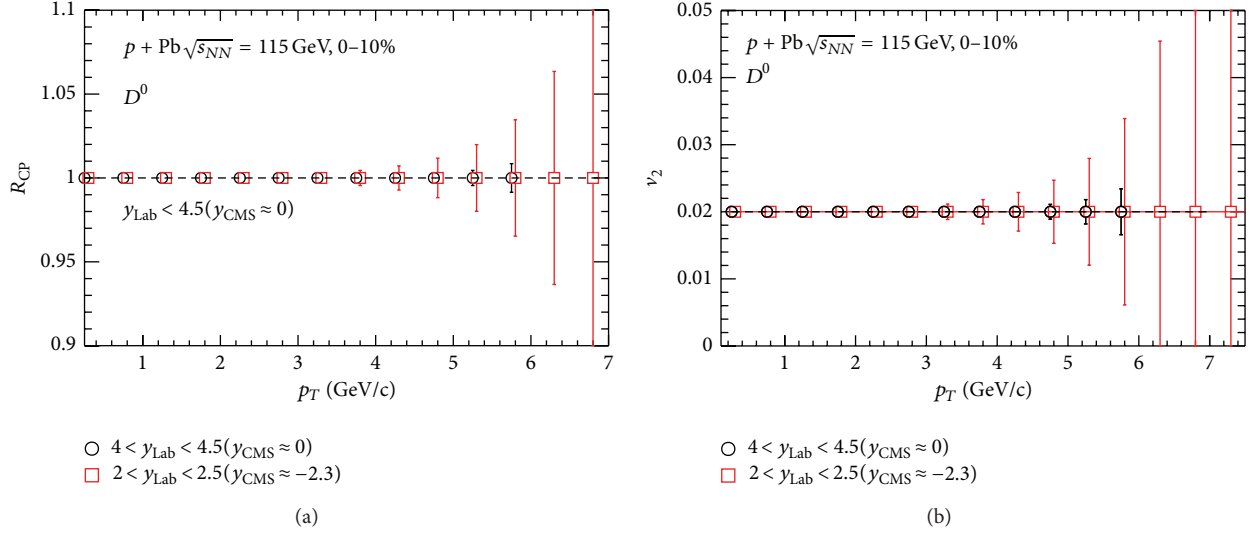 p + Pb √s_NN = 115 GeV, 0–10%
D^0
y_Lab < 4.5(y_CMS ≈ 0)
R_CP
1.1
1.05
1
0.95
0.9
1 2 3 4 5 6 7
p_T (GeV/c)
4 < y_Lab < 4.5(y_CMS ≈ 0)
2 < y_Lab < 2.5(y_CMS ≈ −2.3)
(a)
p + Pb √s_NN = 115 GeV, 0–10%
D^0
v_2
0.05
0.04
0.02
0.01
0
1 2 3 4 5 6 7
p_T (GeV/c)
4 < y_Lab < 4.5(y_CMS ≈ 0)
2 < y_Lab < 2.5(y_CMS ≈ −2.3)
(b)